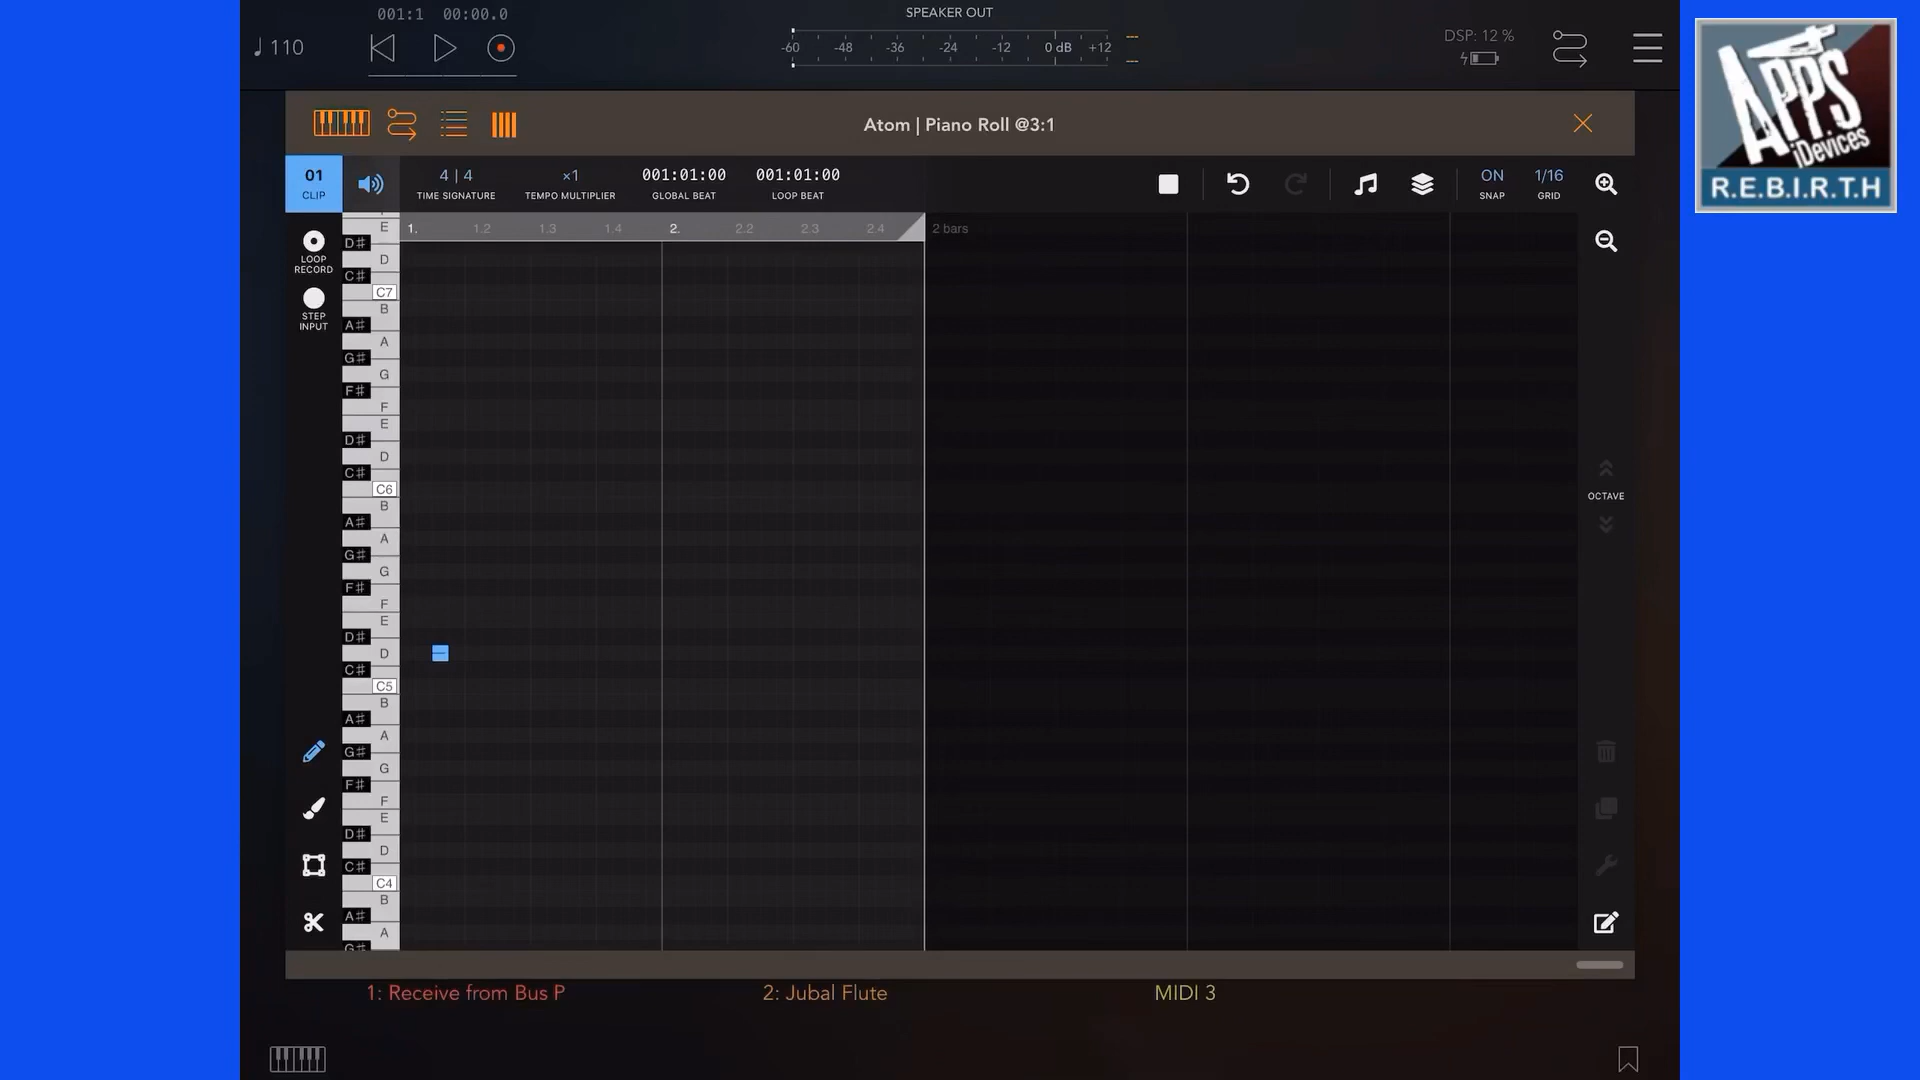 001:1 00:00.0
110
SPEAKER OUT
-60 -48 -36 -24 -12 0 dB +12
DSP: 12 %
APPS
iDevices
R.E.B.I.R.T.H
Atom | Piano Roll @3:1
01
CLIP
4 | 4
TIME SIGNATURE
×1
TEMPO MULTIPLIER
001:01:00
GLOBAL BEAT
001:01:00
LOOP BEAT
ON
SNAP
1/16
GRID
1. 1.2 1.3 1.4 2. 2.2 2.3 2.4 2 bars
LOOP
RECORD
STEP
INPUT
E
D#
D
C#
C7
B
A#
A
G#
G
F#
F
E
D#
D
C#
C6
B
A#
A
G#
G
F#
F
E
D#
D
C#
C5
B
A#
A
G#
G
F#
F
E
D#
D
C#
C4
B
A#
A
G#
OCTAVE
1: Receive from Bus P
2: Jubal Flute
MIDI 3